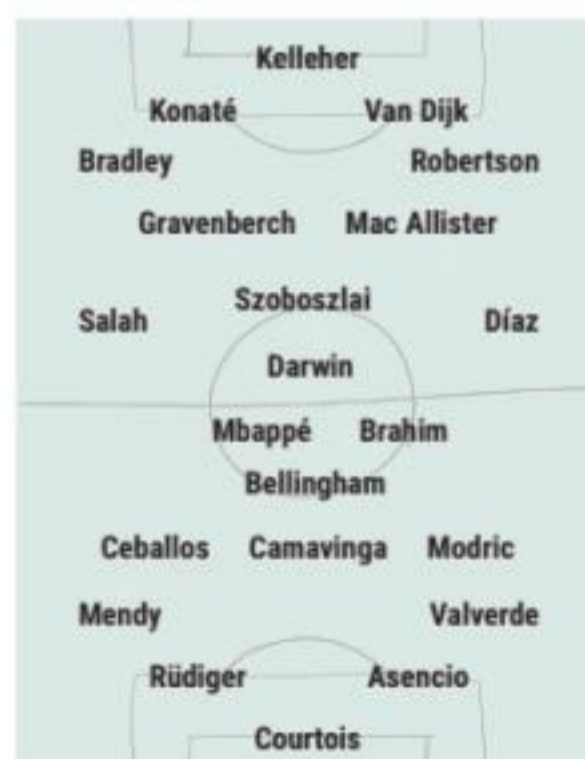 Kelleher
Konaté Van Dijk
Bradley Robertson
Gravenberch Mac Allister
Szoboszlai
Salah Díaz
Darwin
Mbappé Brahim
Bellingham
Ceballos Camavinga Modric
Mendy Valverde
Rüdiger Asencio
Courtois